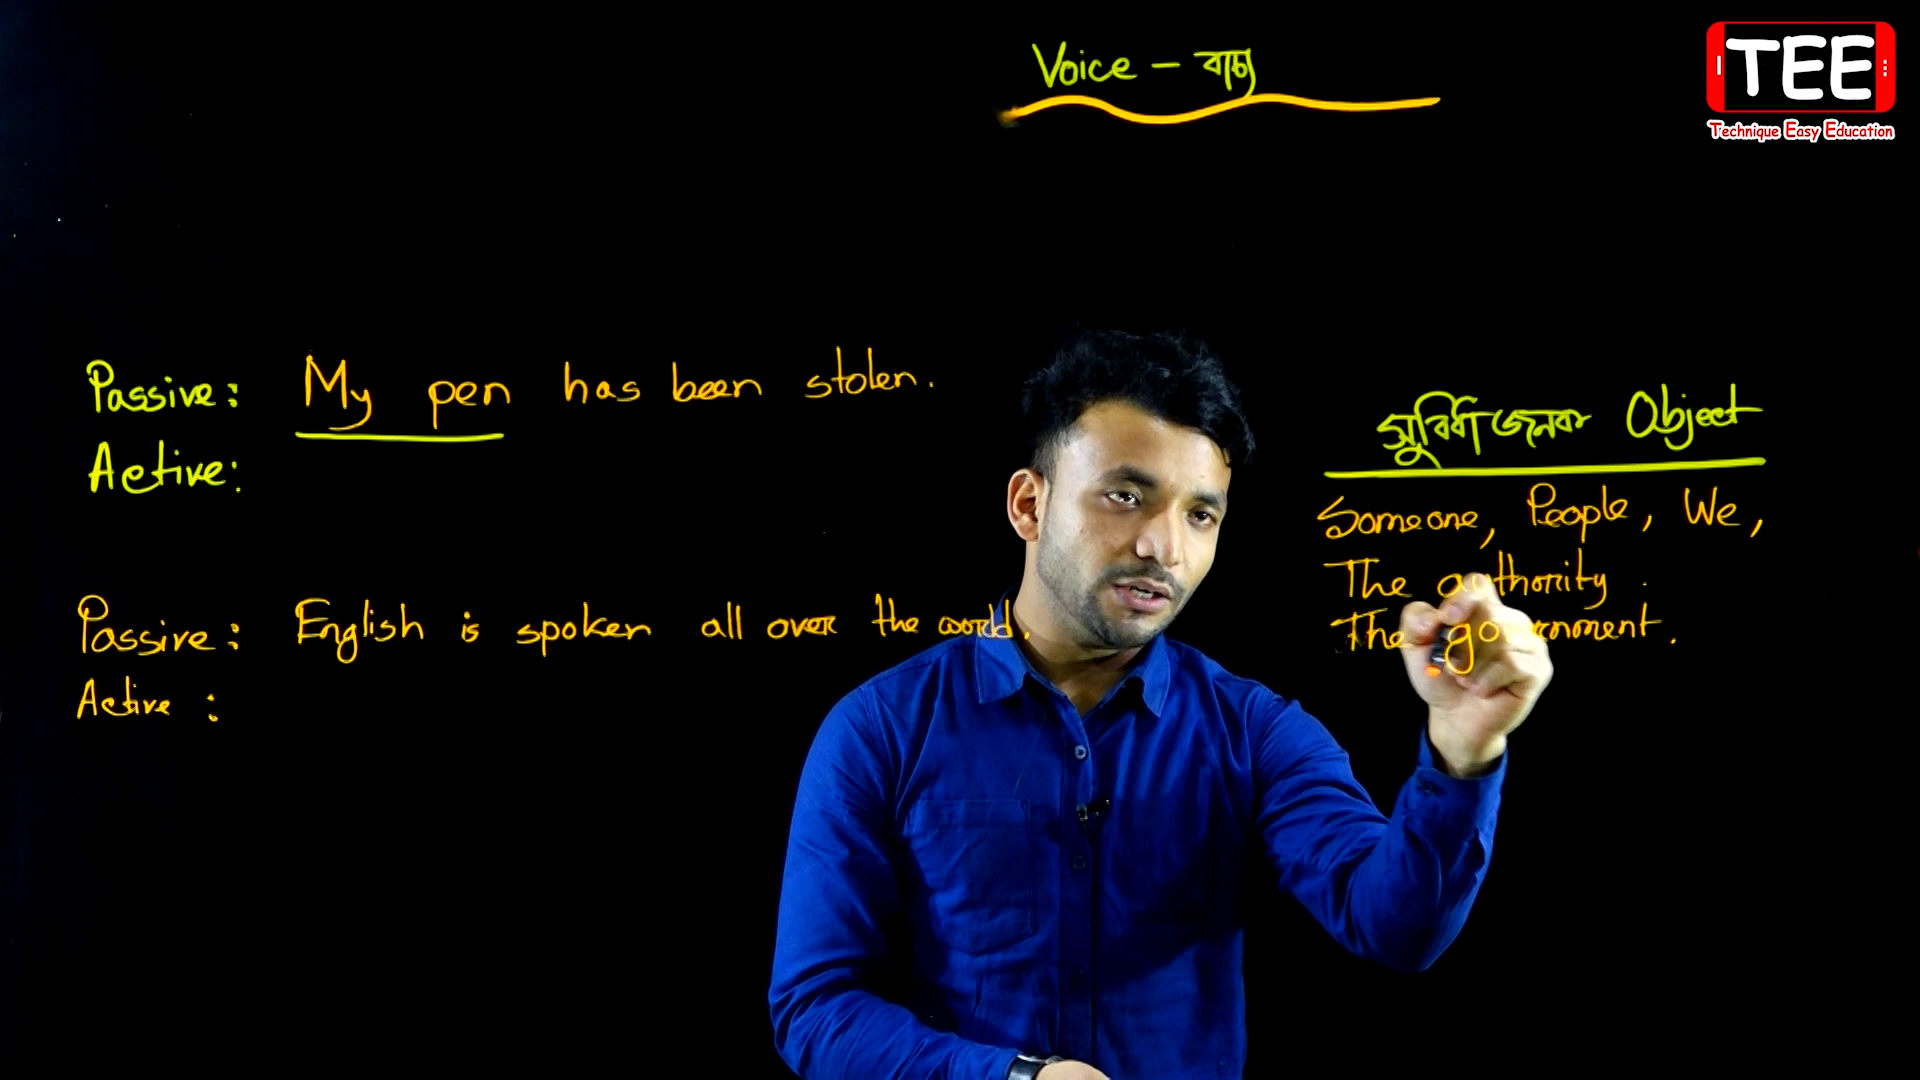 Voice - বাচ্য
TEE
Technique Easy Education
Passive: My pen has been stolen.
Active:
Passive: English is spoken all over the world.
Active :
সুবিধাজনক Object
Someone, People, We,
The authority.
The government.